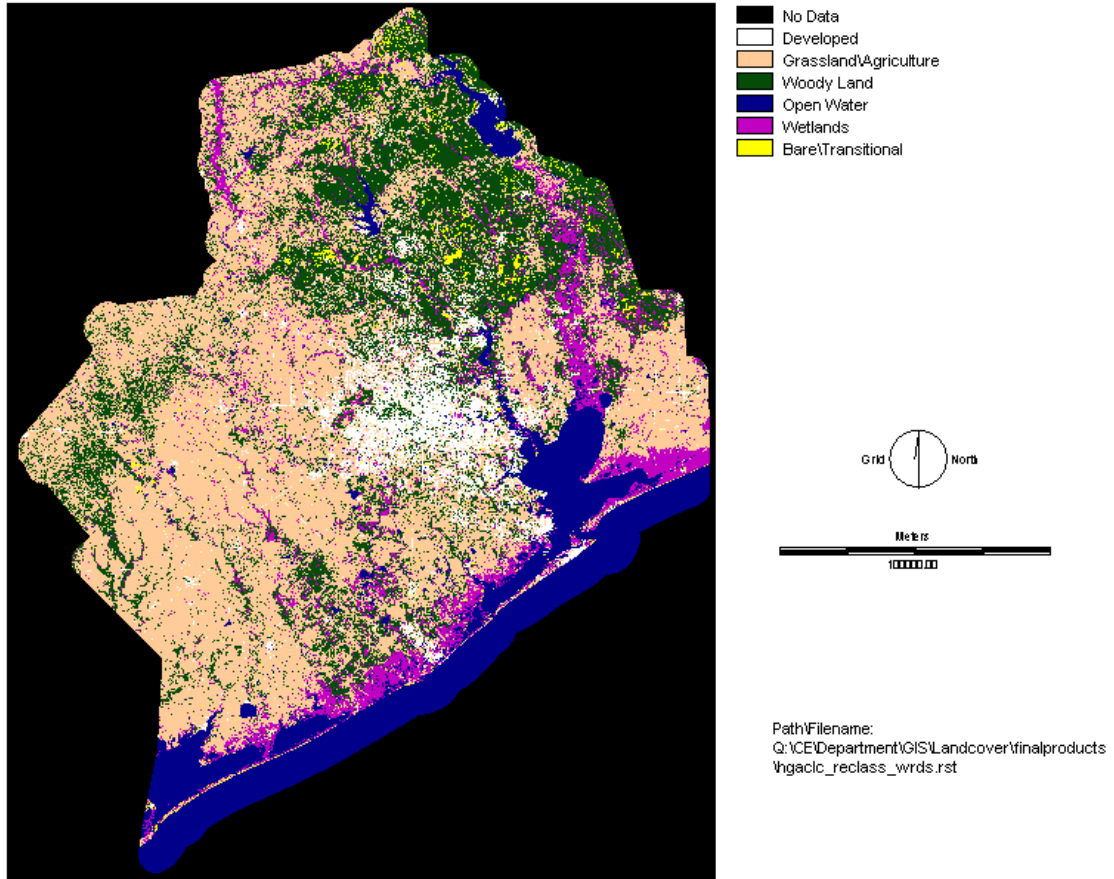 No Data
Developed
Grassland\Agriculture
Woody Land
Open Water
Wetlands
Bare\Transitional
Grid North
Meters
100000.00
Path\Filename:
Q:\CE\Department\GIS\Landcover\finalproducts
\hgaclc_reclass_wrds.rst